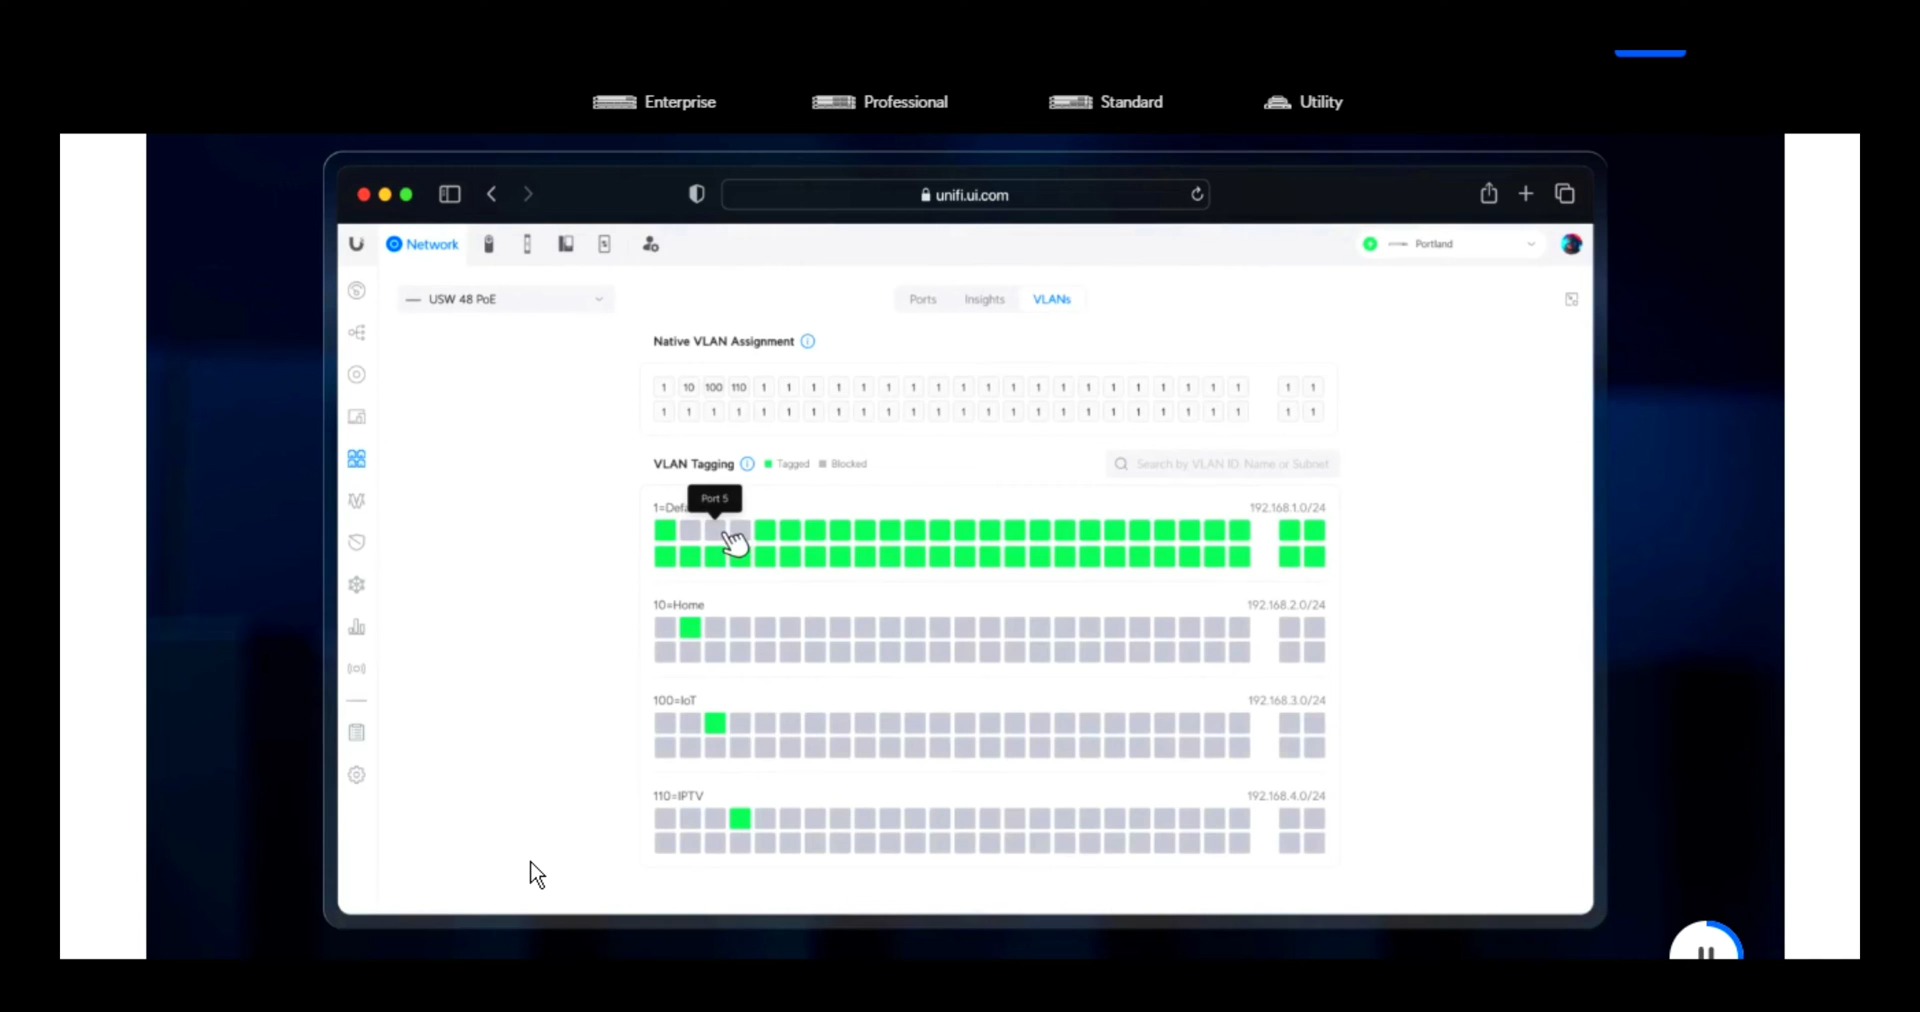 Enterprise Professional Standard Utility
unifi.ui.com
Network Portland
USW 48 PoE Ports Insights VLANs
Native VLAN Assignment
1 10 100 110 1 1 1 1 1 1 1 1 1 1 1 1 1 1 1 1 1 1 1 1 1 1
1 1 1 1 1 1 1 1 1 1 1 1 1 1 1 1 1 1 1 1 1 1 1 1 1 1
VLAN Tagging Tagged Blocked Search by VLAN ID, Name or Subnet
Port 5
1=Defa 192.168.1.0/24
10=Home 192.168.2.0/24
100=IoT 192.168.3.0/24
110=IPTV 192.168.4.0/24